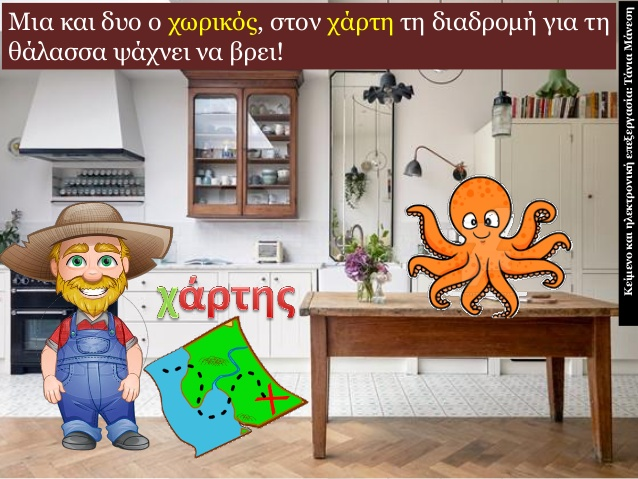 Μια και δυο ο χωρικός, στον χάρτη τη διαδρομή για τη
θάλασσα ψάχνει να βρει!
χάρτης
Κείμενο και ηλεκτρονική επεξεργασία: Τάνια Μάνεση